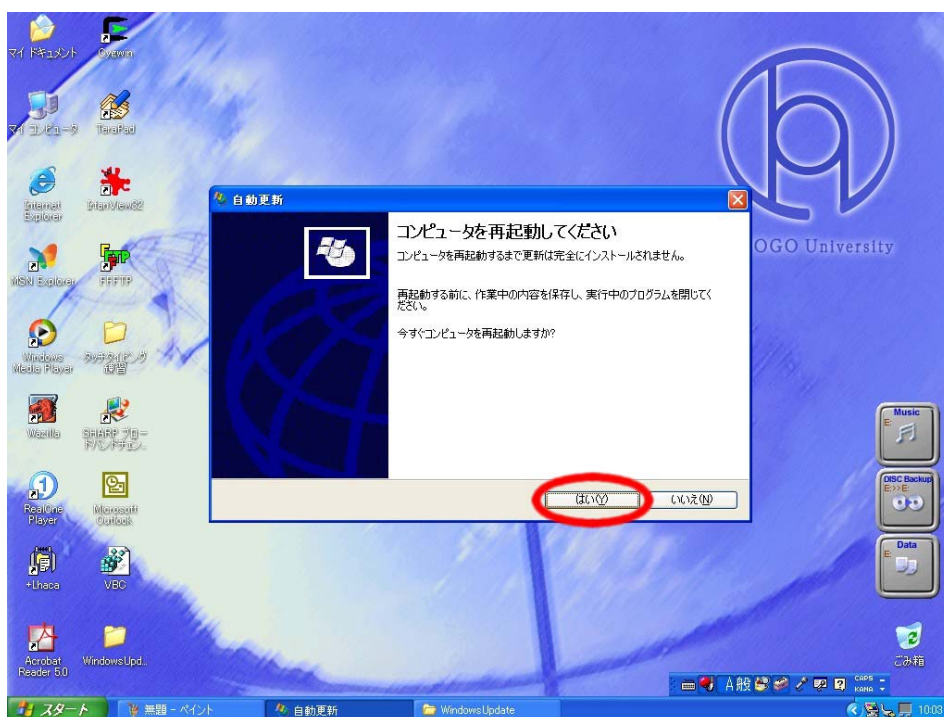 マイ ドキュメント
Cygwin
マイ コンピュータ
TeraPad
Internet
Explorer
IrfanView32
MSN Explorer
FFFTP
Windows
Media Player
タッチタイピング
復習
Wazilla
SHARP ブロー
ドバンドチェン..
RealOne
Player
Microsoft
Outlook
+Lhaca
VBC
Acrobat
Reader 5.0
WindowsUpd..
自動更新
コンピュータを再起動してください
コンピュータを再起動するまで更新は完全にインストールされません。
再起動する前に、作業中の内容を保存し、実行中のプログラムを閉じてく
ださい。
今すぐコンピュータを再起動しますか?
はい(Y)
いいえ(N)
OGO University
Music
E:
DISC Backup
E:>>E:
Data
E:
ごみ箱
A 般
CAPS
KANA
スタート
無題 - ペイント
自動更新
WindowsUpdate
10:03